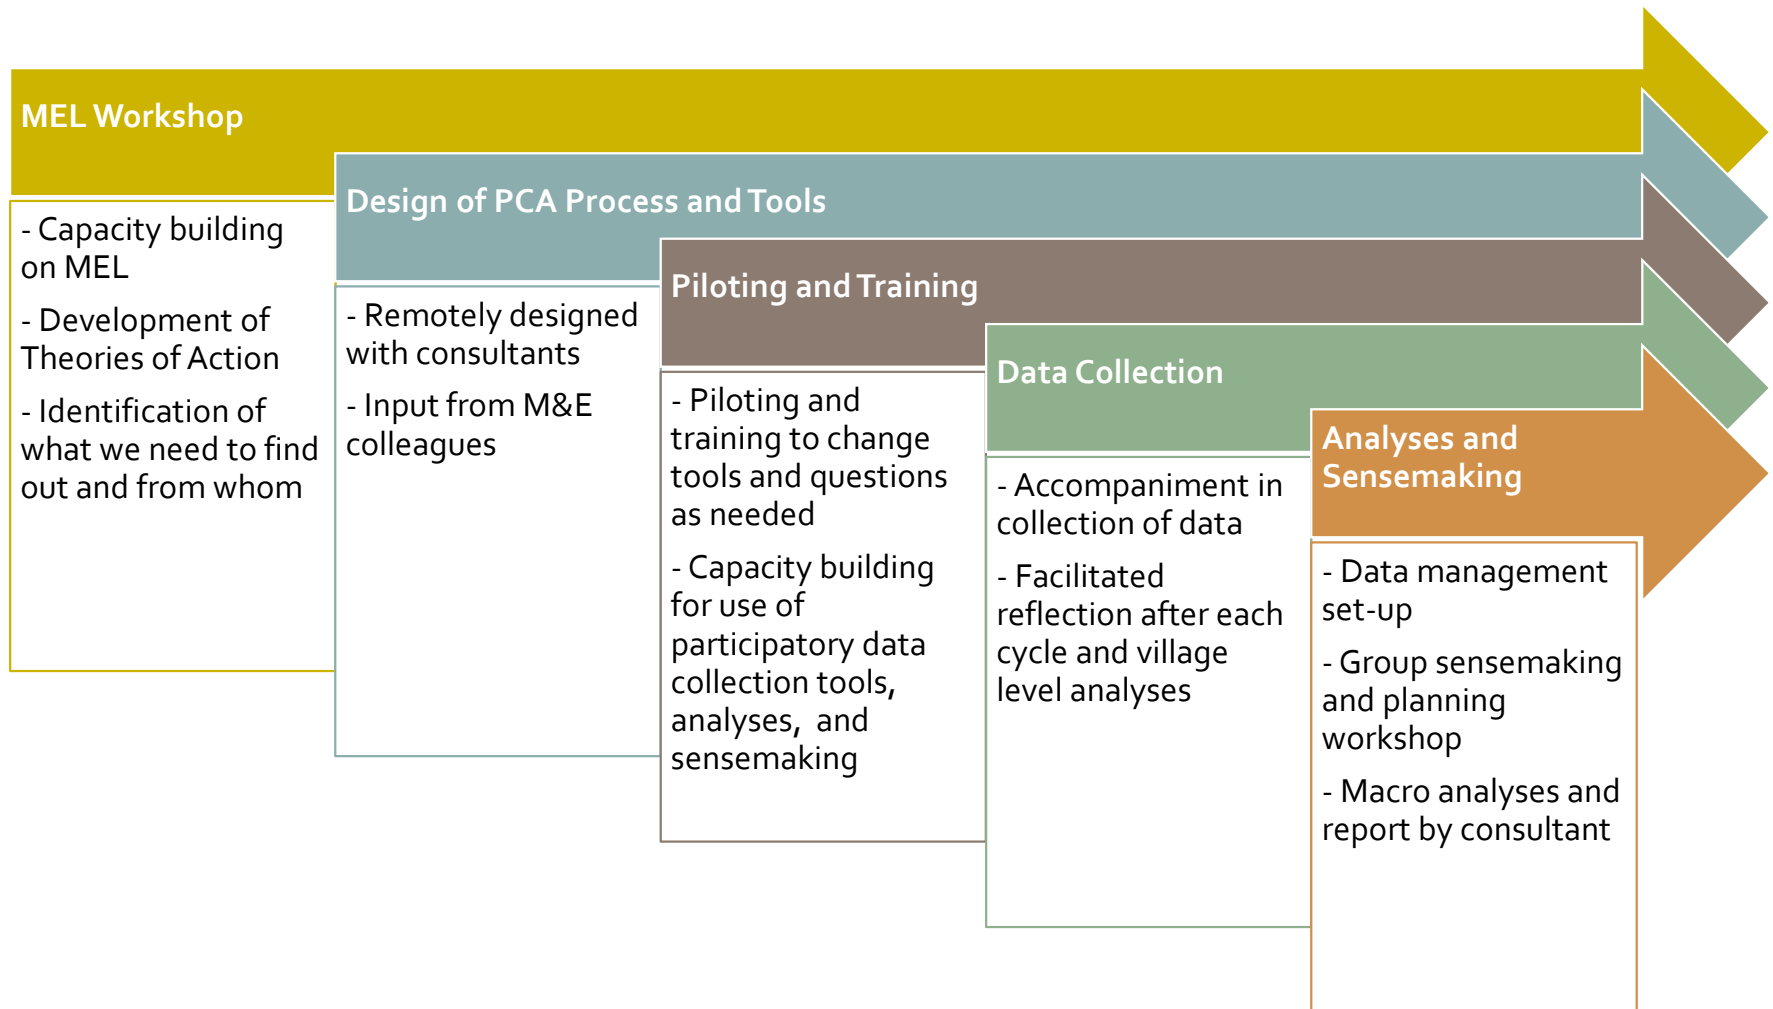 MEL Workshop
- Capacity building
on MEL
- Development of
Theories of Action
- Identification of
what we need to find
out and from whom
Design of PCA Process and Tools
- Remotely designed
with consultants
- Input from M&E
colleagues
Piloting and Training
- Piloting and
training to change
tools and questions
as needed
- Capacity building
for use of
participatory data
collection tools,
analyses, and
sensemaking
Data Collection
- Accompaniment in
collection of data
- Facilitated
reflection after each
cycle and village
level analyses
Analyses and
Sensemaking
- Data management
set-up
- Group sensemaking
and planning
workshop
- Macro analyses and
report by consultant